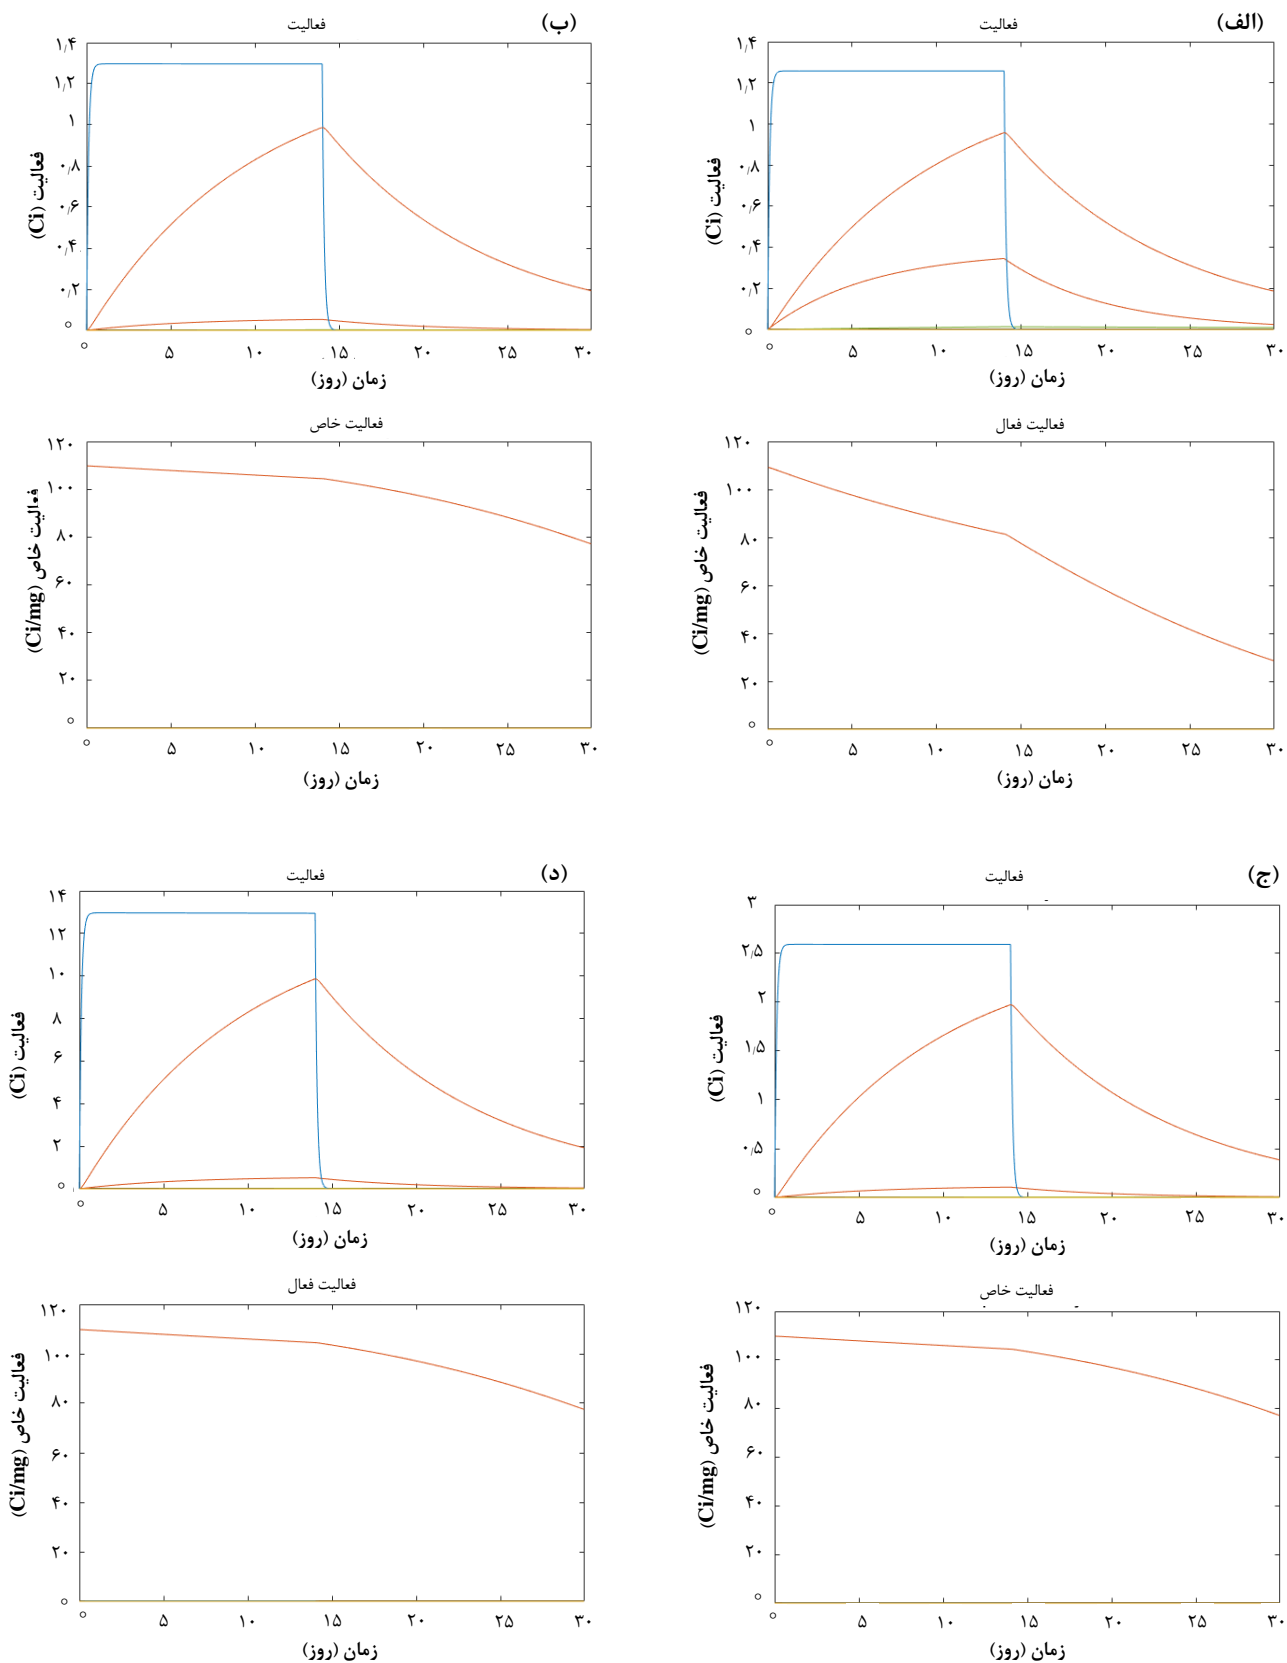 (الف)
فعالیت
۱٫۴
۱٫۲
۱
۰٫۸
۰٫۶
۰٫۴
۰٫۲
۰
فعالیت (Ci)
۰ ۵ ۱۰ ۱۵ ۲۰ ۲۵ ۳۰
زمان (روز)
فعالیت فعال
۱۲۰
۱۰۰
۸۰
۶۰
۴۰
۲۰
۰
فعالیت خاص (Ci/mg)
۰ ۵ ۱۰ ۱۵ ۲۰ ۲۵ ۳۰
زمان (روز)
(ب)
فعالیت
۱٫۴
۱٫۲
۱
۰٫۸
۰٫۶
۰٫۴
۰٫۲
۰
فعالیت (Ci)
۰ ۵ ۱۰ ۱۵ ۲۰ ۲۵ ۳۰
زمان (روز)
فعالیت خاص
۱۲۰
۱۰۰
۸۰
۶۰
۴۰
۲۰
۰
فعالیت خاص (Ci/mg)
۰ ۵ ۱۰ ۱۵ ۲۰ ۲۵ ۳۰
زمان (روز)
(ج)
فعالیت
۳
۲٫۵
۲
۱٫۵
۱
۰٫۵
۰
فعالیت (Ci)
۰ ۵ ۱۰ ۱۵ ۲۰ ۲۵ ۳۰
زمان (روز)
فعالیت خاص
۱۲۰
۱۰۰
۸۰
۶۰
۴۰
۲۰
۰
فعالیت خاص (Ci/mg)
۰ ۵ ۱۰ ۱۵ ۲۰ ۲۵ ۳۰
زمان (روز)
(د)
فعالیت
۱۴
۱۲
۱۰
۸
۶
۴
۲
۰
فعالیت (Ci)
۰ ۵ ۱۰ ۱۵ ۲۰ ۲۵ ۳۰
زمان (روز)
فعالیت فعال
۱۲۰
۱۰۰
۸۰
۶۰
۴۰
۲۰
۰
فعالیت خاص (Ci/mg)
۰ ۵ ۱۰ ۱۵ ۲۰ ۲۵ ۳۰
زمان (روز)